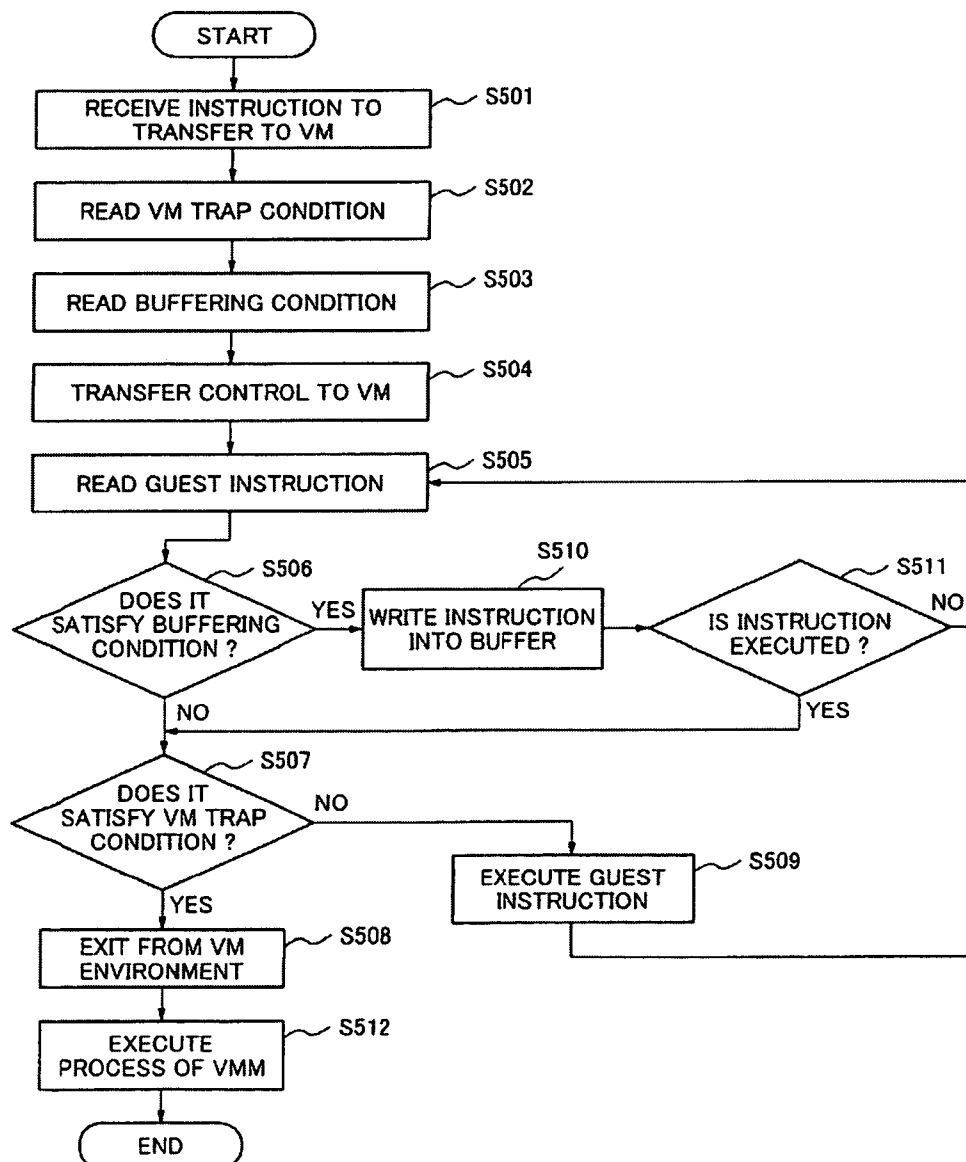 START
RECEIVE INSTRUCTION TO
TRANSFER TO VM
S501
READ VM TRAP CONDITION
S502
READ BUFFERING CONDITION
S503
TRANSFER CONTROL TO VM
S504
READ GUEST INSTRUCTION
S505
DOES IT
SATISFY BUFFERING
CONDITION ?
S506
YES
NO
WRITE INSTRUCTION
INTO BUFFER
S510
IS INSTRUCTION
EXECUTED ?
S511
NO
YES
DOES IT
SATISFY VM TRAP
CONDITION ?
S507
NO
YES
EXECUTE GUEST
INSTRUCTION
S509
EXIT FROM VM
ENVIRONMENT
S508
EXECUTE
PROCESS OF VMM
S512
END